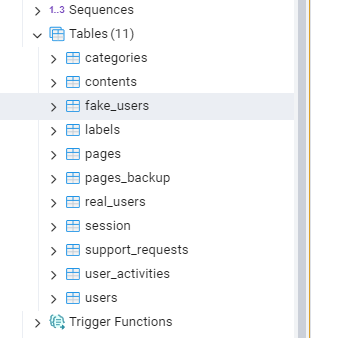 1..3 Sequences
Tables (11)
categories
contents
fake_users
labels
pages
pages_backup
real_users
session
support_requests
user_activities
users
Trigger Functions